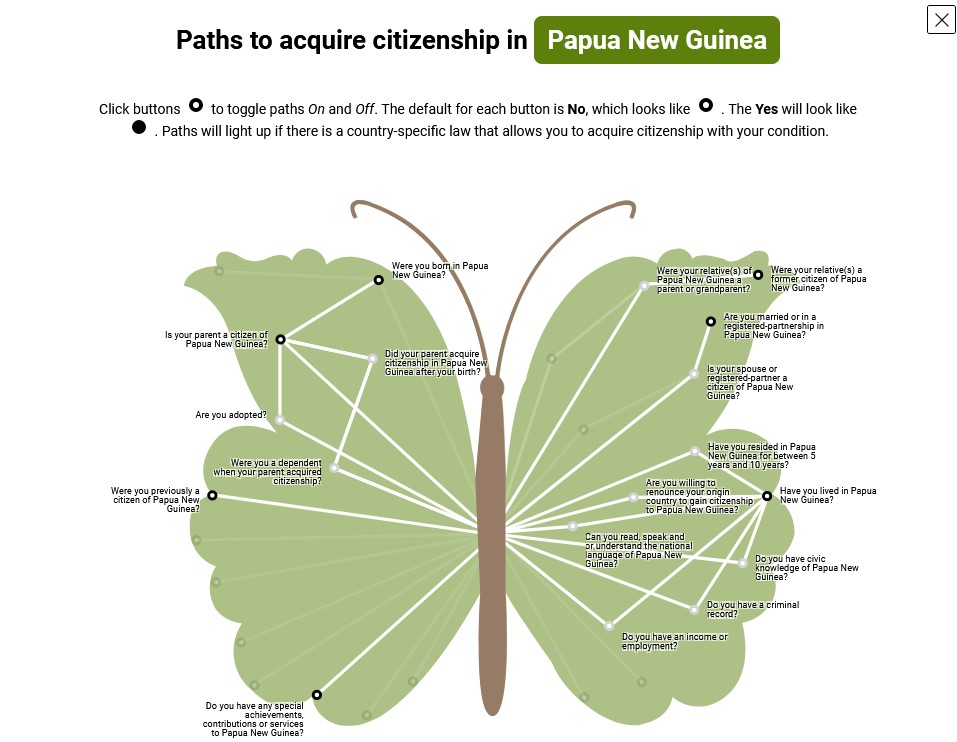 Paths to acquire citizenship in Papua New Guinea
Click buttons to toggle paths On and Off. The default for each button is No, which looks like . The Yes will look like
. Paths will light up if there is a country-specific law that allows you to acquire citizenship with your condition.
Were you born in Papua
New Guinea?
Is your parent a citizen of
Papua New Guinea?
Did your parent acquire
citizenship in Papua New
Guinea after your birth?
Are you adopted?
Were you a dependent
when your parent acquired
citizenship?
Were you previously a
citizen of Papua New
Guinea?
Do you have any special
achievements,
contributions or services
to Papua New Guinea?
Were your relative(s) of
Papua New Guinea a
parent or grandparent?
Were your relative(s) a
former citizen of Papua
New Guinea?
Are you married or in a
registered-partnership in
Papua New Guinea?
Is your spouse or
registered-partner a
citizen of Papua New
Guinea?
Have you resided in Papua
New Guinea for between 5
years and 10 years?
Are you willing to
renounce your origin
country to gain citizenship
to Papua New Guinea?
Have you lived in Papua
New Guinea?
Can you read, speak and
or understand the national
language of Papua New
Guinea?
Do you have civic
knowledge of Papua New
Guinea?
Do you have a criminal
record?
Do you have an income or
employment?